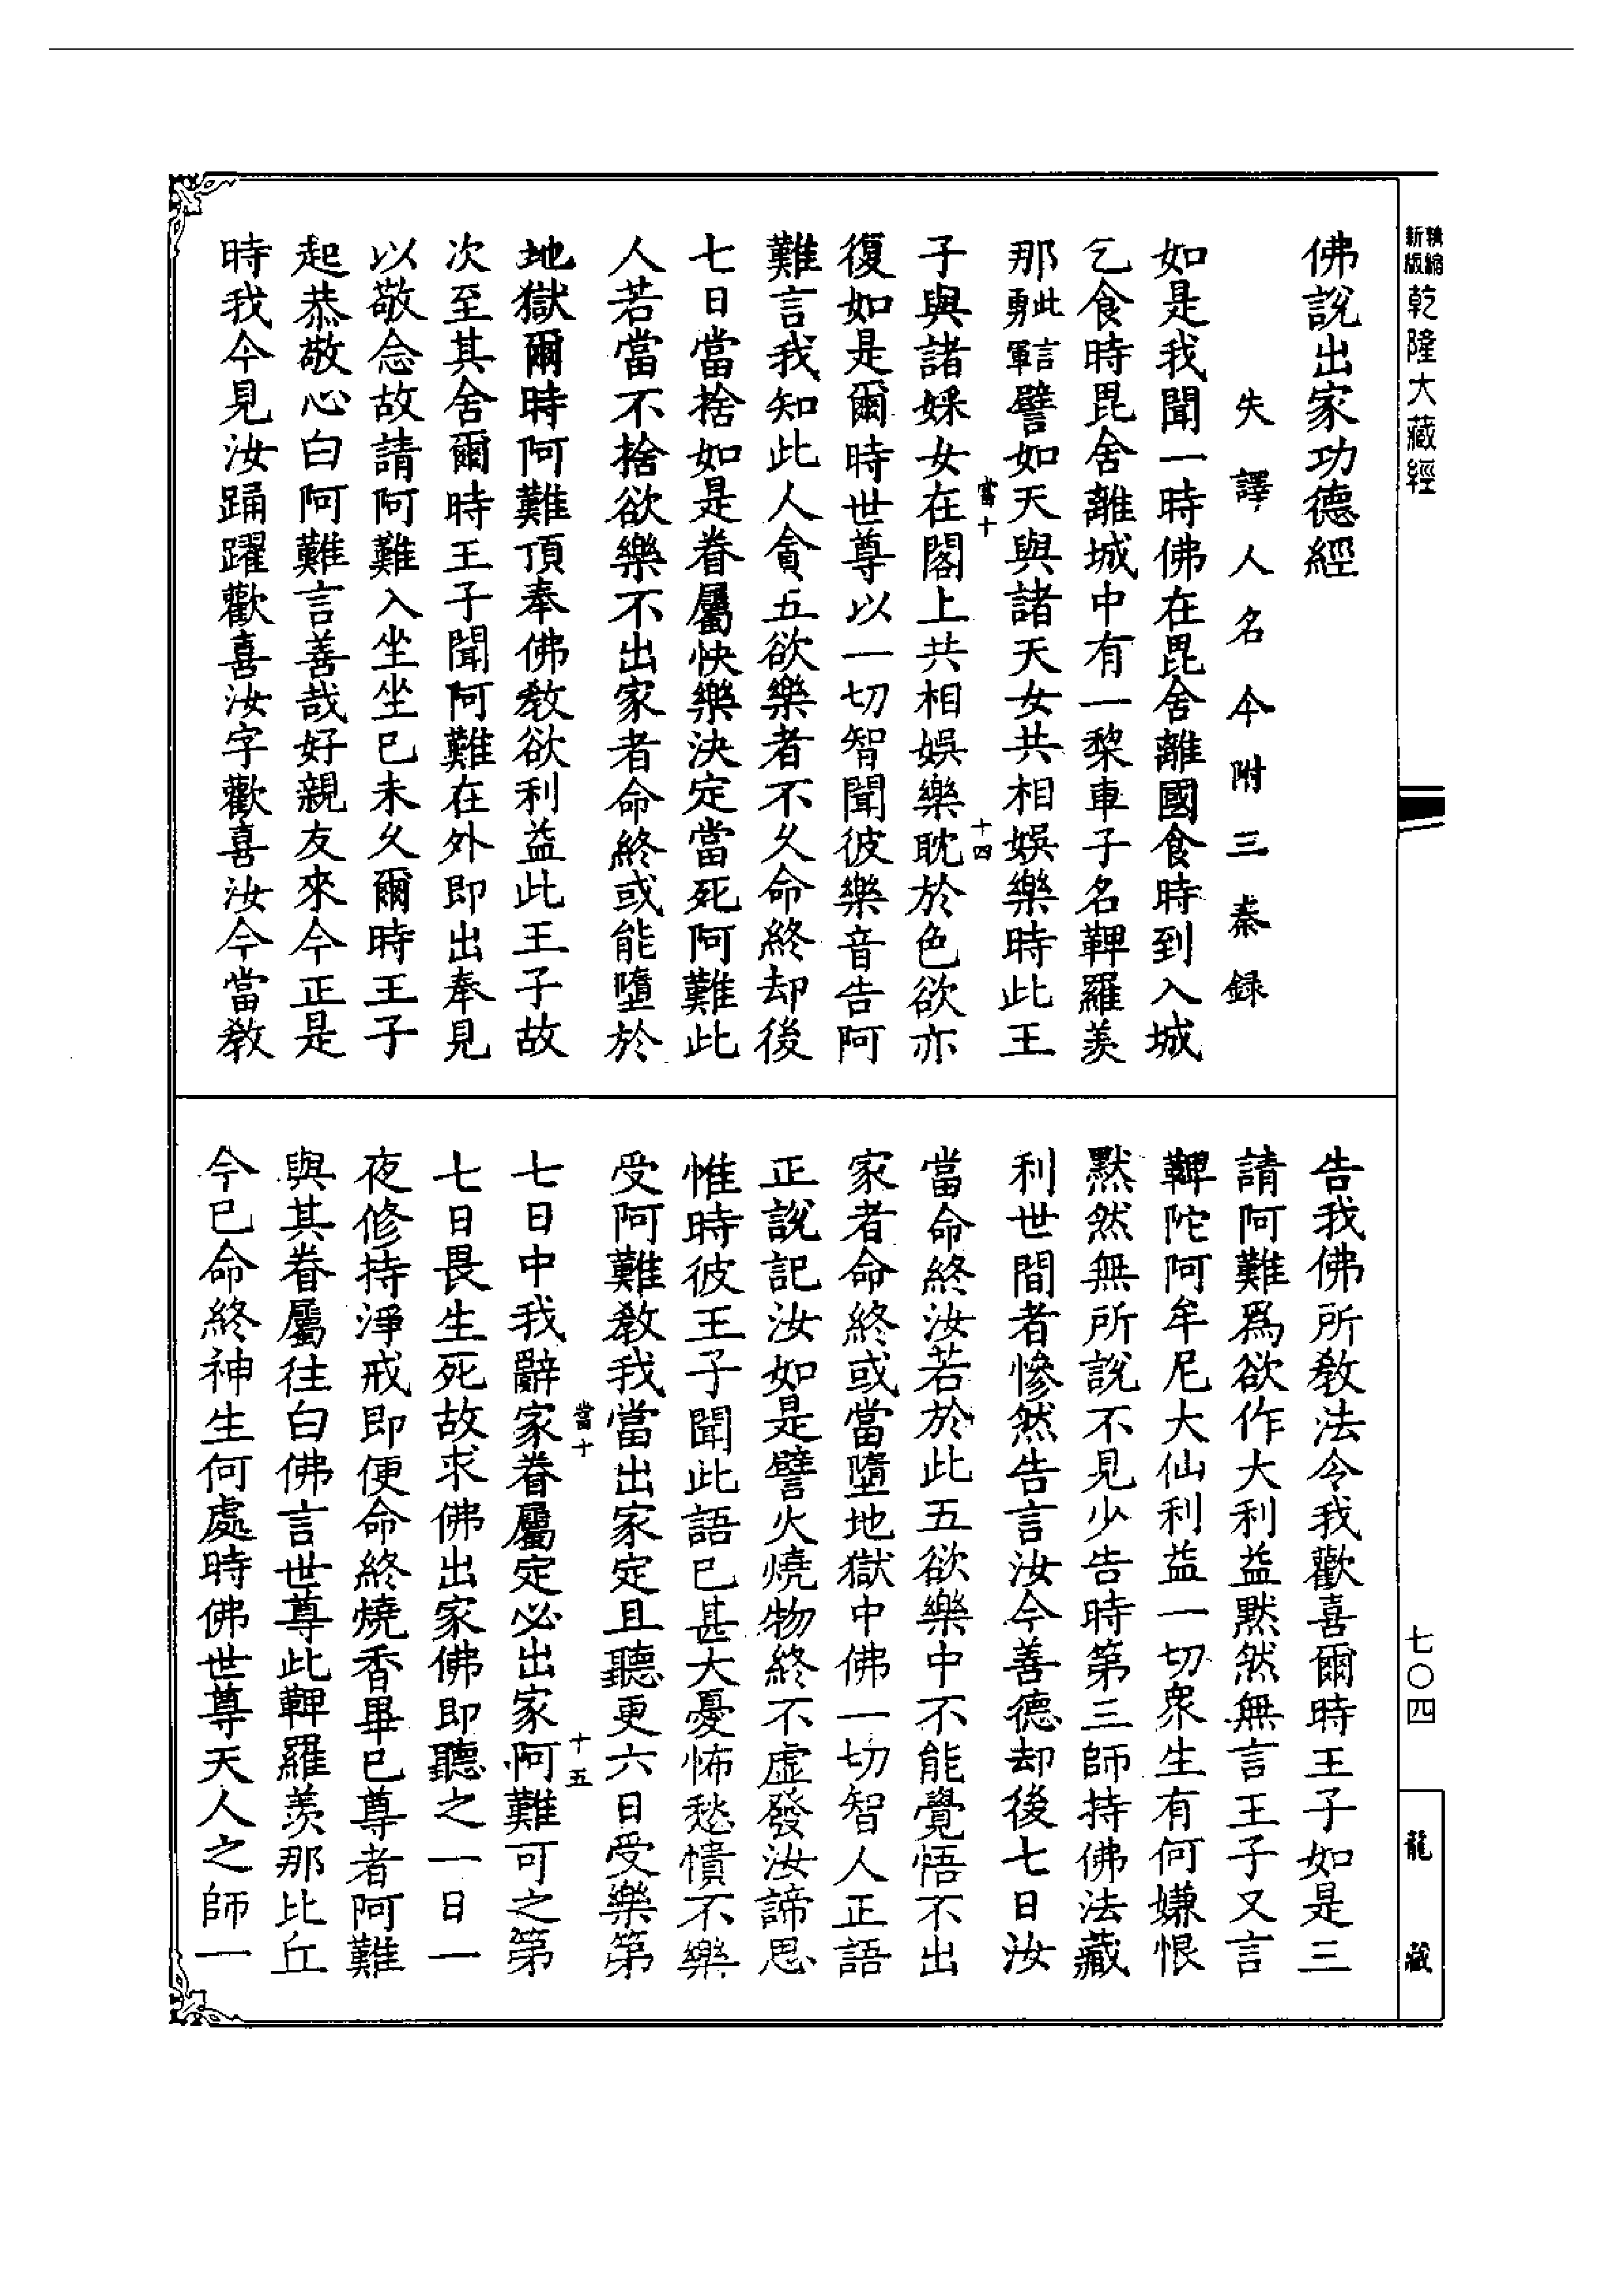 精縮新版乾隆大藏經
佛說出家功德經
失譯人名今附三秦録
如是我聞一時佛在毘舍離國食時到入城
乞食時毘舍離城中有一棃車子名鞞羅羨
那此言勇軍譬如天與諸天女共相娛樂時此王
當十
十四
子與諸婇女在閣上共相娛樂耽於色欲亦
復如是爾時世尊以一切智聞彼樂音告阿
難言我知此人貪五欲樂者不久命終却後
七日當捨如是眷屬快樂決定當死阿難此
人若當不捨欲樂不出家者命終或能墮於
地獄爾時阿難頂奉佛教欲利益此王子故
次至其舍爾時王子聞阿難在外即出奉見
以敬念故請阿難入坐坐已未久爾時王子
起恭敬心白阿難言善哉好親友來今正是
時我今見汝踊躍歡喜汝字歡喜汝今當教
告我佛所教法令我歡喜爾時王子如是三
請阿難爲欲作大利益默然無言王子又言
鞞陀阿牟尼大仙利益一切衆生有何嫌恨
默然無所說不見少告時第三師持佛法藏
利世間者慘然告言汝今善德却後七日汝
當命終汝若於此五欲樂中不能覺悟不出
家者命終或當墮地獄中佛一切智人正語
正說記汝如是譬火燒物終不虛發汝諦思
惟時彼王子聞此語已甚大憂怖愁憒不樂
受阿難教我當出家定且聽更六日受樂第
當十
十五
七日中我辭家眷屬定必出家阿難可之第
七日畏生死故求佛出家佛即聽之一日一
夜修持淨戒即便命終燒香畢已尊者阿難
與其眷屬往白佛言世尊此鞞羅羨那比丘
今已命終神生何處時佛世尊天人之師一
七〇四
龍藏